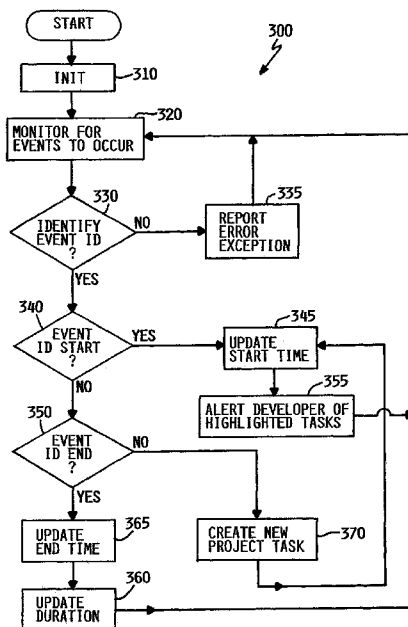 START
300
INIT
310
320
MONITOR FOR
EVENTS TO OCCUR
330
335
IDENTIFY
EVENT ID
?
NO
REPORT
ERROR
EXCEPTION
YES
340
345
EVENT
ID START
?
YES
UPDATE
START TIME
NO
355
350
ALERT DEVELOPER OF
HIGHLIGHTED TASKS
EVENT
ID END
?
NO
YES
365
UPDATE
END TIME
CREATE NEW
PROJECT TASK
370
360
UPDATE
DURATION